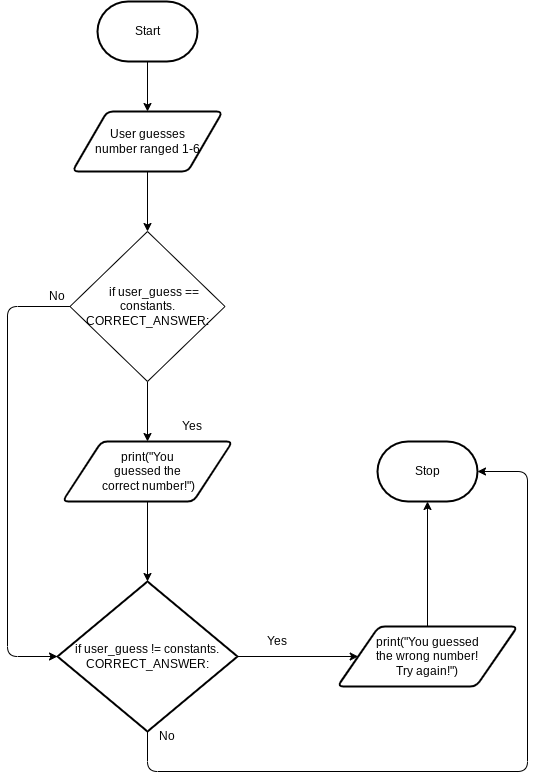 Start
User guesses
number ranged 1-6
if user_guess ==
constants.
CORRECT_ANSWER:
No
Yes
print("You
guessed the
correct number!")
Stop
if user_guess != constants.
CORRECT_ANSWER:
Yes
print("You guessed
the wrong number!
Try again!")
No